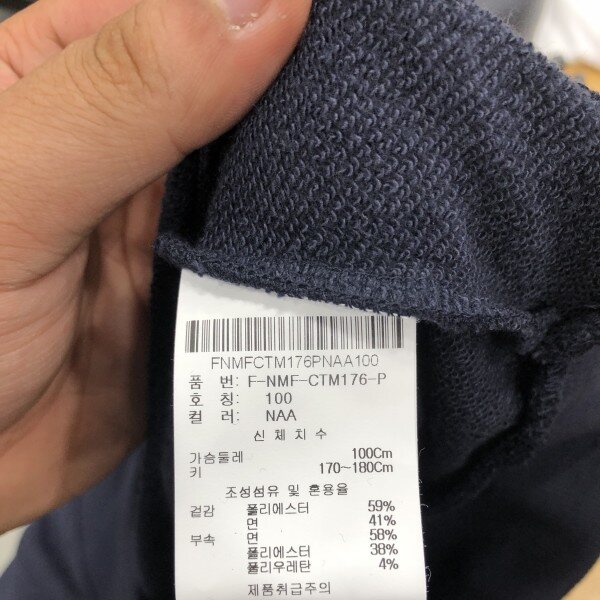 FNMFCTM176PNAA100
품 번: F-NMF-CTM176-P
호 칭: 100
컬 러: NAA
신 체 치 수
가슴둘레 100Cm
키 170~180Cm
조성섬유 및 혼용율
겉감 폴리에스터 59%
면 41%
부속 면 58%
폴리에스터 38%
폴리우레탄 4%
제품취급주의